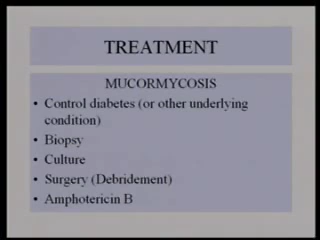 TREATMENT
MUCORMYCOSIS
• Control diabetes (or other underlying
condition)
• Biopsy
• Culture
• Surgery (Debridement)
• Amphotericin B